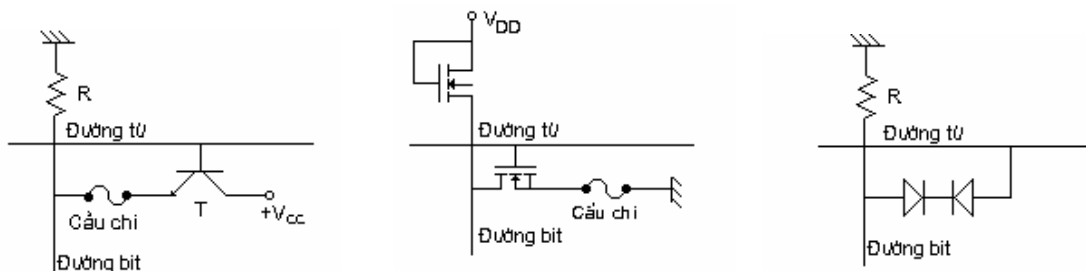 R
Đường từ
Cầu chì
T
+Vcc
Đường bit
VDD
Đường từ
Cầu chì
Đường bit
R
Đường từ
Đường bit